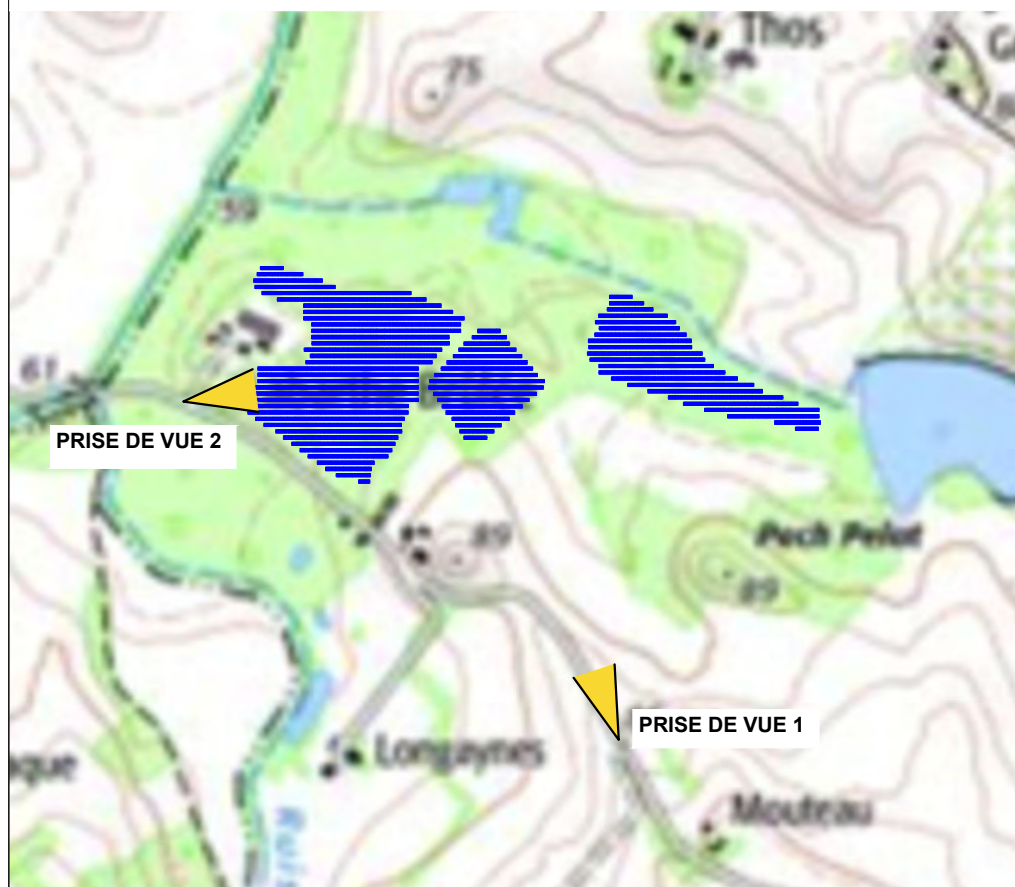 Thos
75
59
61
PRISE DE VUE 2
89
Pech Pelat
89
PRISE DE VUE 1
Longaynes
Mouteau